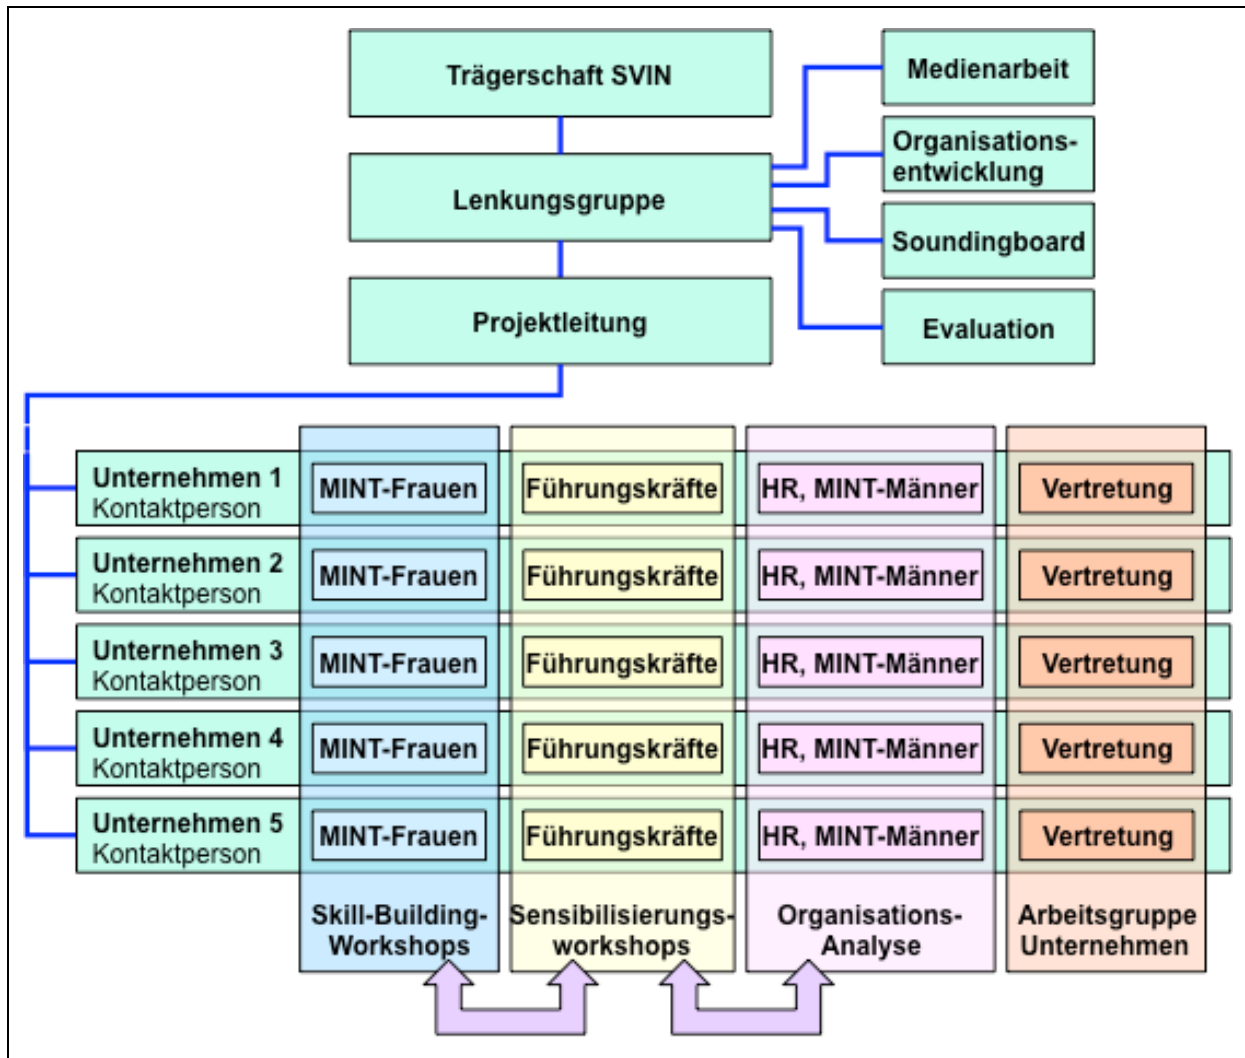 Trägerschaft SVIN
Medienarbeit
Organisations-
entwicklung
Lenkungsgruppe
Soundingboard
Projektleitung
Evaluation
Unternehmen 1
Kontaktperson
MINT-Frauen
Führungskräfte
HR, MINT-Männer
Vertretung
Unternehmen 2
Kontaktperson
MINT-Frauen
Führungskräfte
HR, MINT-Männer
Vertretung
Unternehmen 3
Kontaktperson
MINT-Frauen
Führungskräfte
HR, MINT-Männer
Vertretung
Unternehmen 4
Kontaktperson
MINT-Frauen
Führungskräfte
HR, MINT-Männer
Vertretung
Unternehmen 5
Kontaktperson
MINT-Frauen
Führungskräfte
HR, MINT-Männer
Vertretung
Skill-Building-
Workshops
Sensibilisierungs-
workshops
Organisations-
Analyse
Arbeitsgruppe
Unternehmen